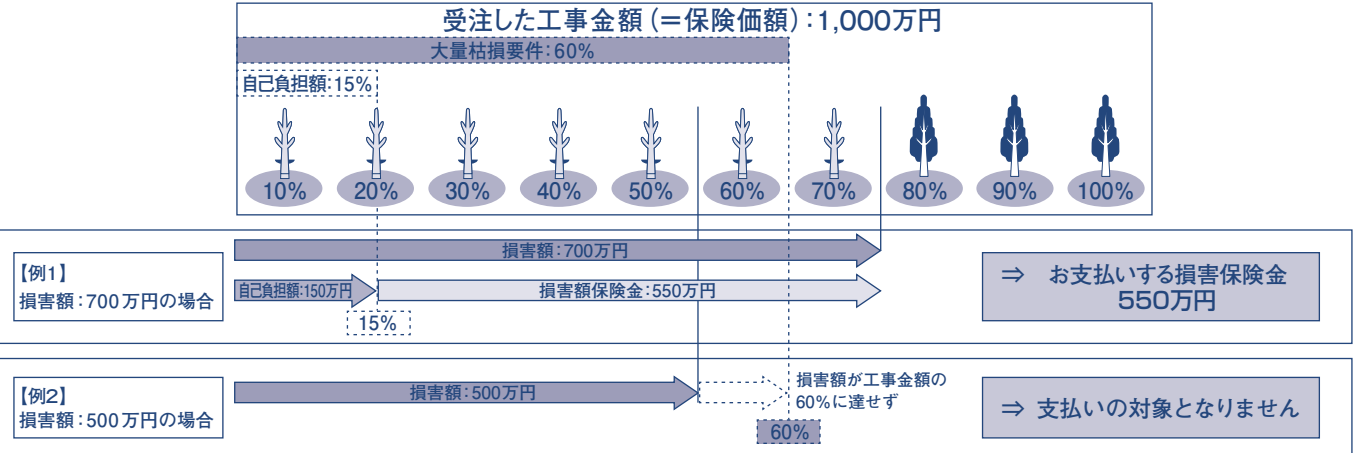 受注した工事金額(＝保険価額):1,000万円
大量枯損要件:60%
自己負担額:15%
10% 20% 30% 40% 50% 60% 70% 80% 90% 100%
【例1】
損害額:700万円の場合
損害額:700万円
自己負担額:150万円
損害額保険金:550万円
15%
⇒ お支払いする損害保険金
550万円
【例2】
損害額:500万円の場合
損害額:500万円
損害額が工事金額の
60%に達せず
60%
⇒ 支払いの対象となりません